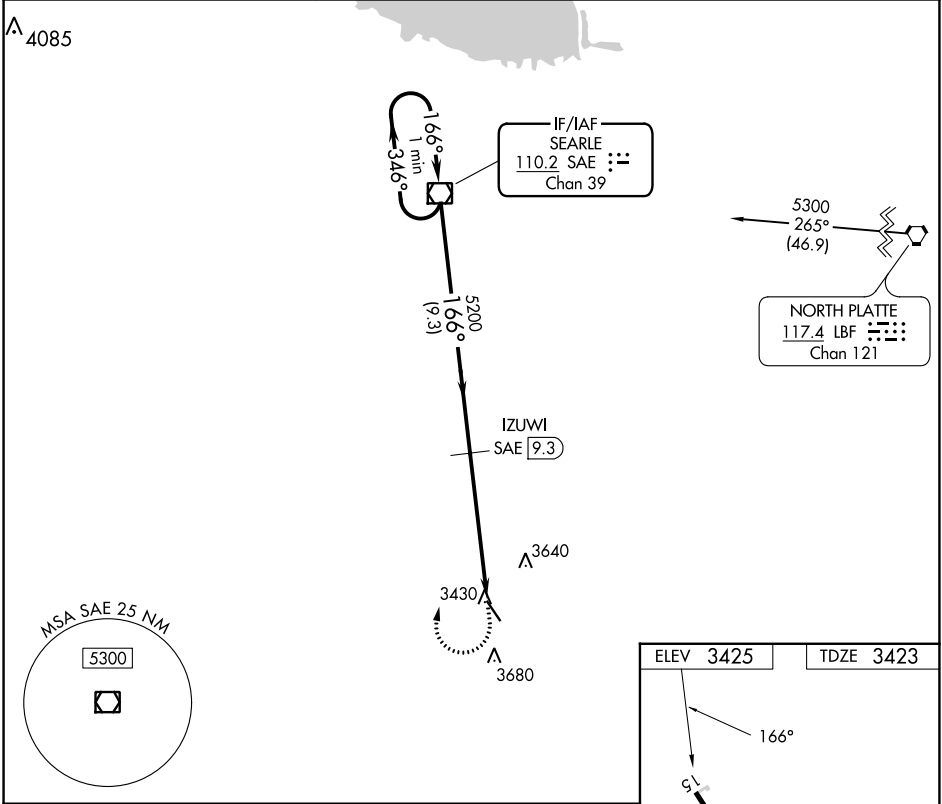 4085
166°
1 min
346°
IF/IAF
SEARLE
110.2 SAE
Chan 39
5300
265°
(46.9)
NORTH PLATTE
117.4 LBF
Chan 121
5200
166°
(9.3)
IZUWI
SAE 9.3
3640
3430
3680
MSA SAE 25 NM
5300
ELEV 3425
TDZE 3423
166°
15